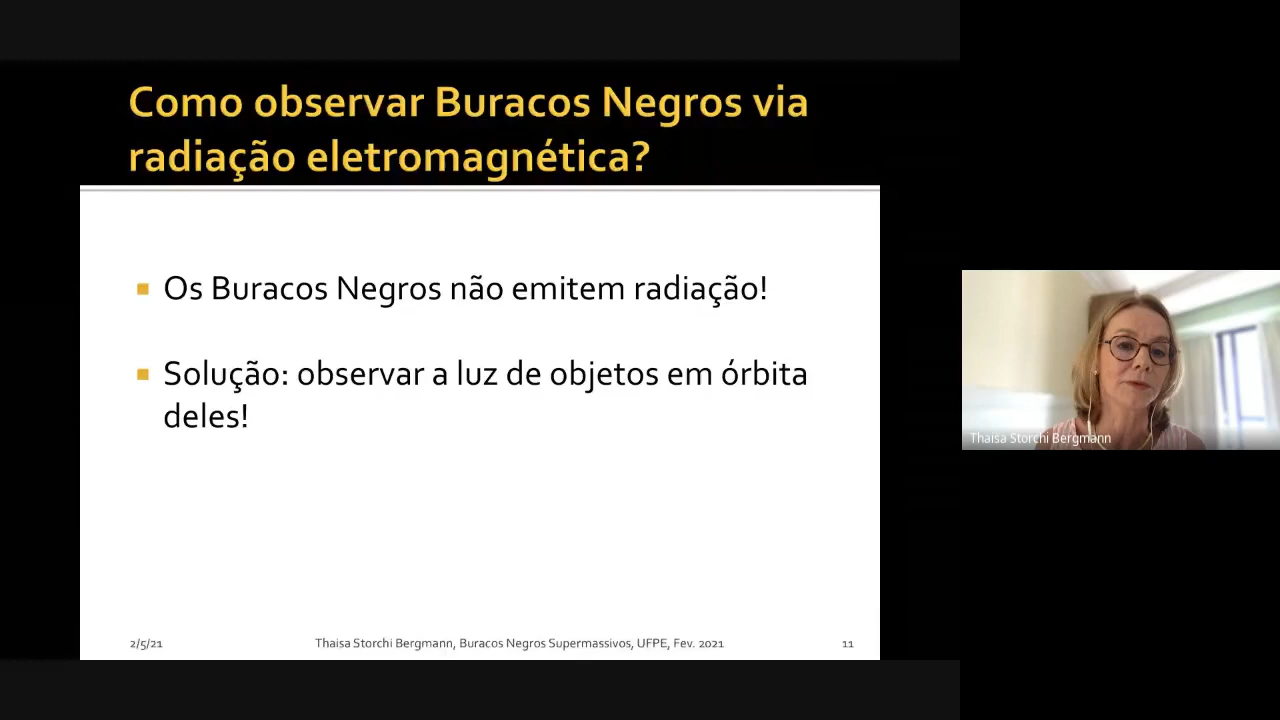 Como observar Buracos Negros via
radiação eletromagnética?
Os Buracos Negros não emitem radiação!
Solução: observar a luz de objetos em órbita
deles!
2/5/21
Thaisa Storchi Bergmann, Buracos Negros Supermassivos, UFPE, Fev. 2021
11
Thaisa Storchi Bergmann